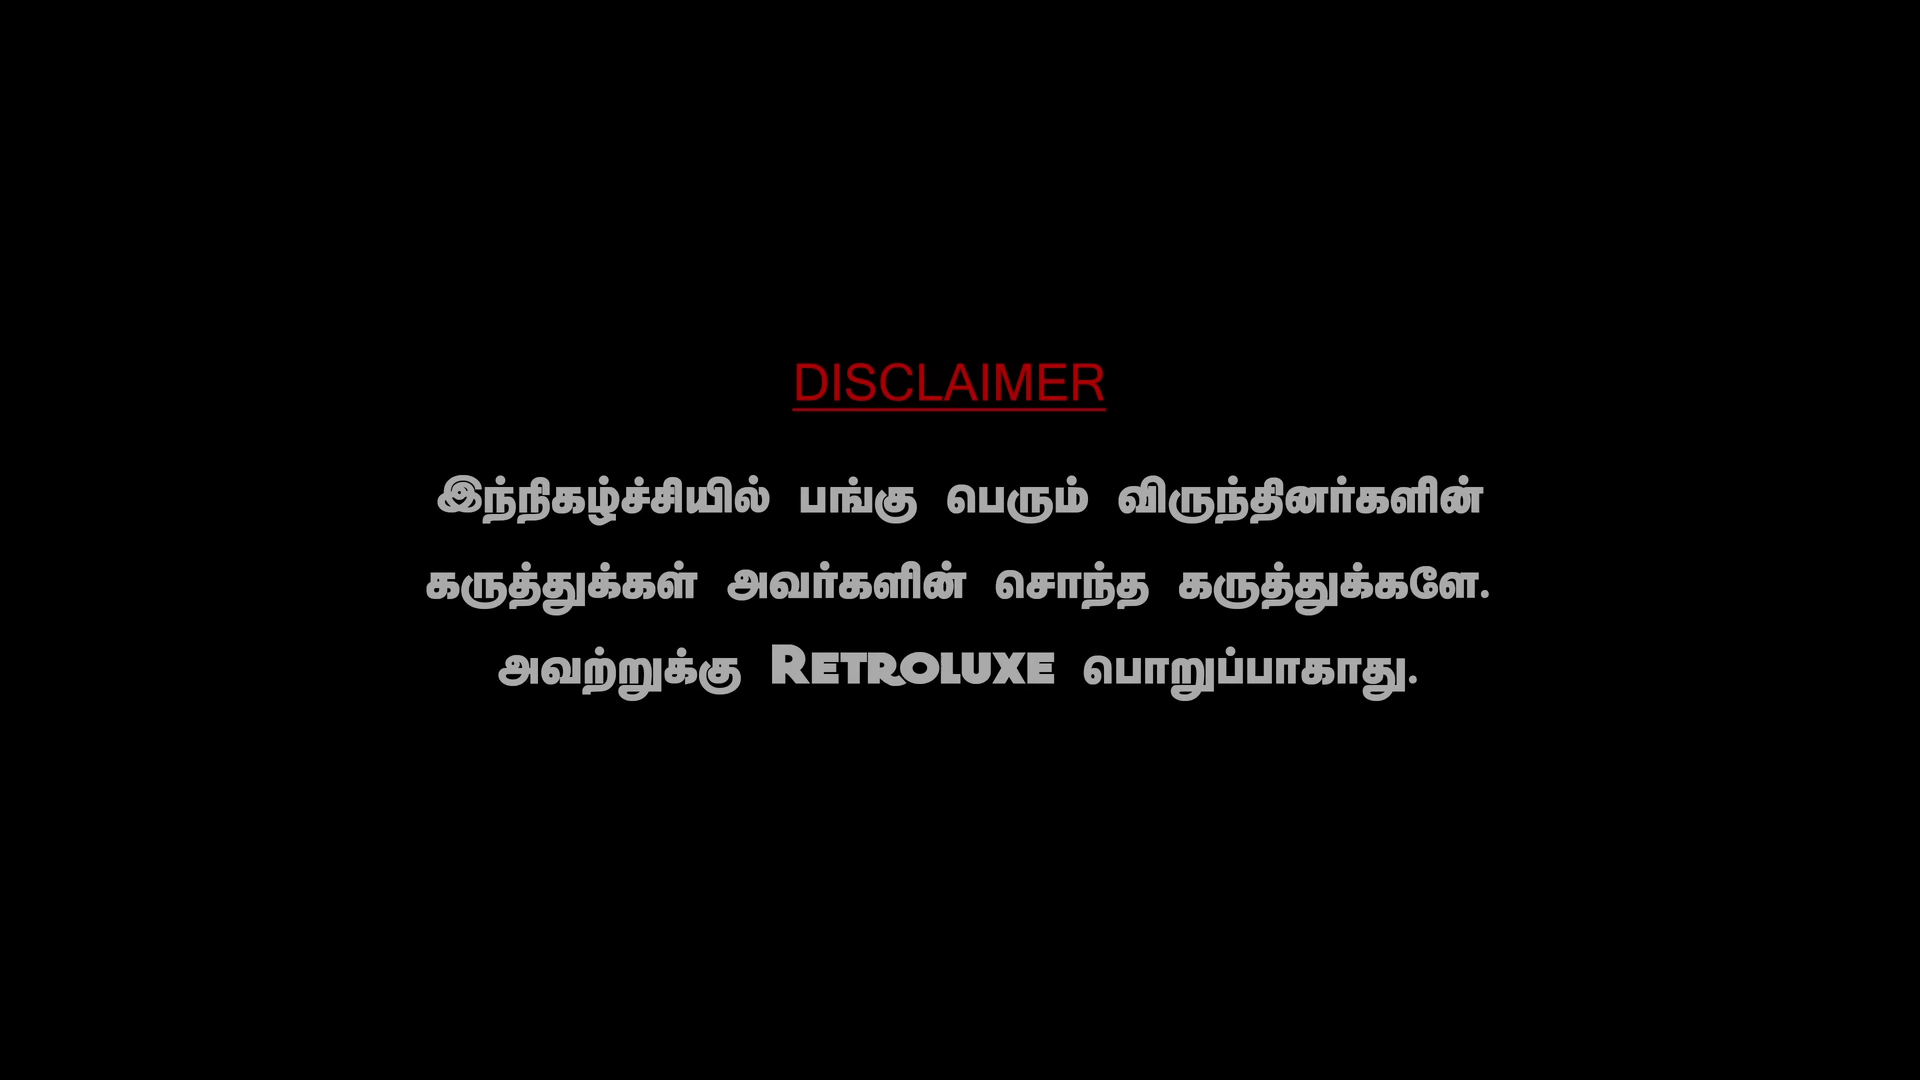 DISCLAIMER
இந்நிகழ்ச்சியில் பங்கு பெரும் விருந்தினர்களின்
கருத்துக்கள் அவர்களின் சொந்த கருத்துக்களே.
அவற்றுக்கு RETROLUXE பொறுப்பாகாது.